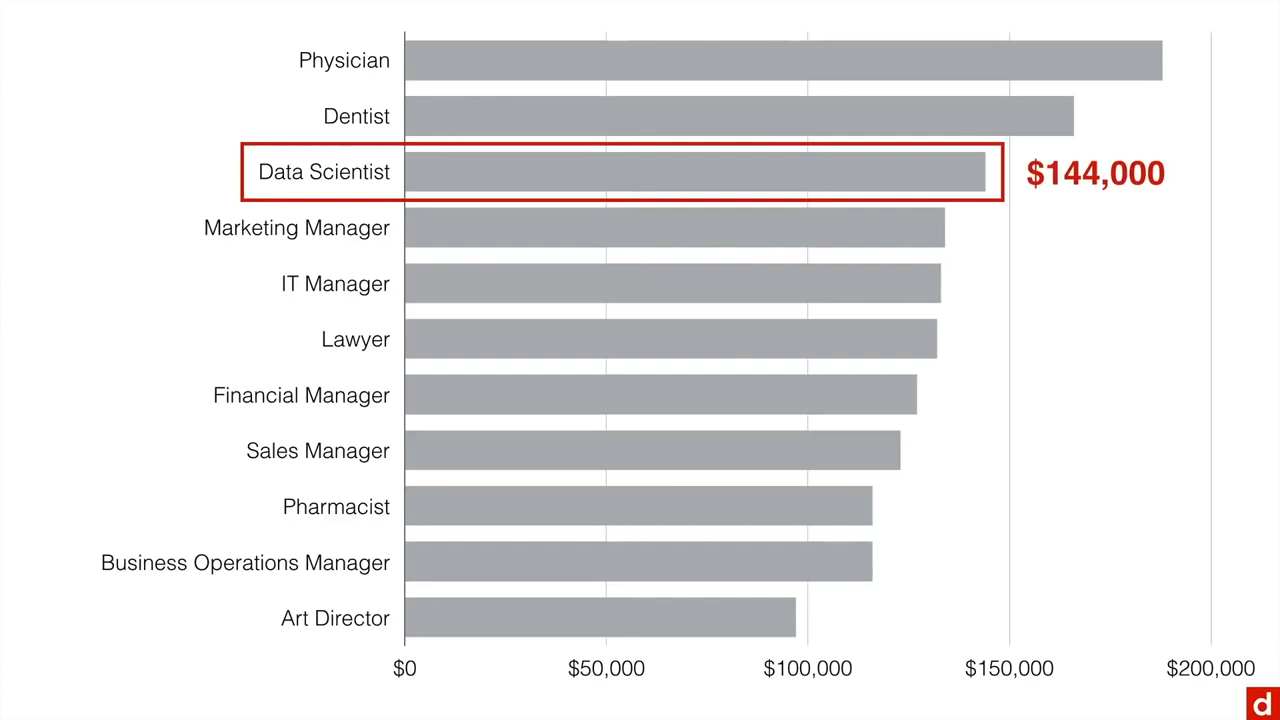 Physician
Dentist
Data Scientist
$144,000
Marketing Manager
IT Manager
Lawyer
Financial Manager
Sales Manager
Pharmacist
Business Operations Manager
Art Director
$0 $50,000 $100,000 $150,000 $200,000
d